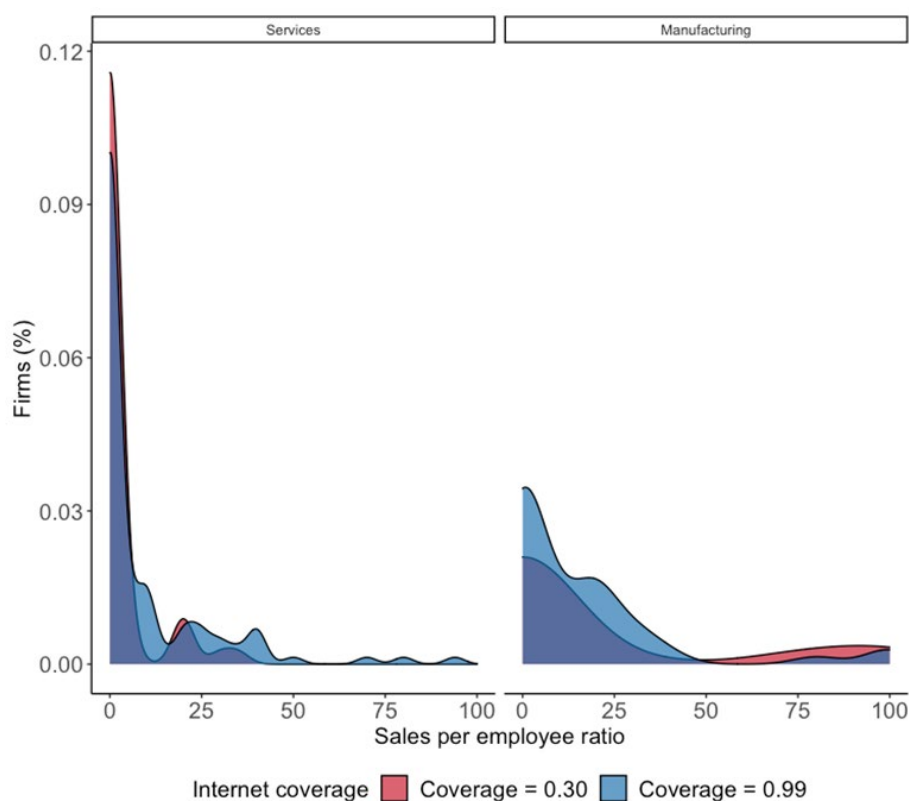 Services Manufacturing
0.12
0.09
0.06
0.03
0.00
Firms (%)
0 25 50 75 100 0 25 50 75 100
Sales per employee ratio
Internet coverage Coverage = 0.30 Coverage = 0.99